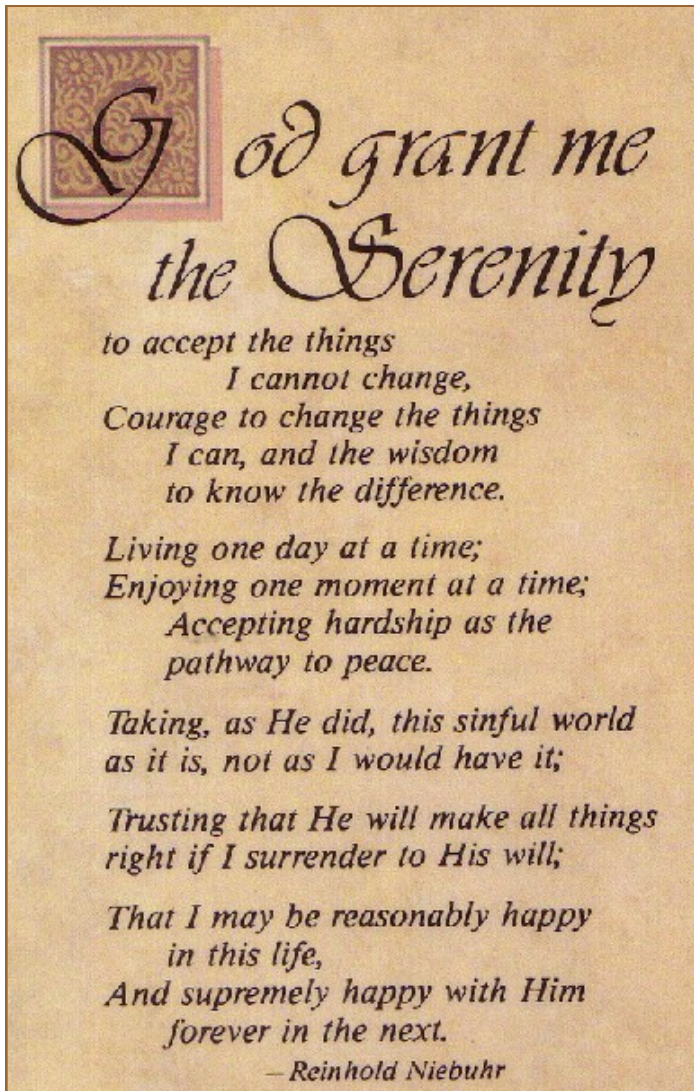 God grant me
the Serenity
to accept the things
I cannot change,
Courage to change the things
I can, and the wisdom
to know the difference.
Living one day at a time;
Enjoying one moment at a time;
Accepting hardship as the
pathway to peace.
Taking, as He did, this sinful world
as it is, not as I would have it;
Trusting that He will make all things
right if I surrender to His will;
That I may be reasonably happy
in this life,
And supremely happy with Him
forever in the next.
– Reinhold Niebuhr